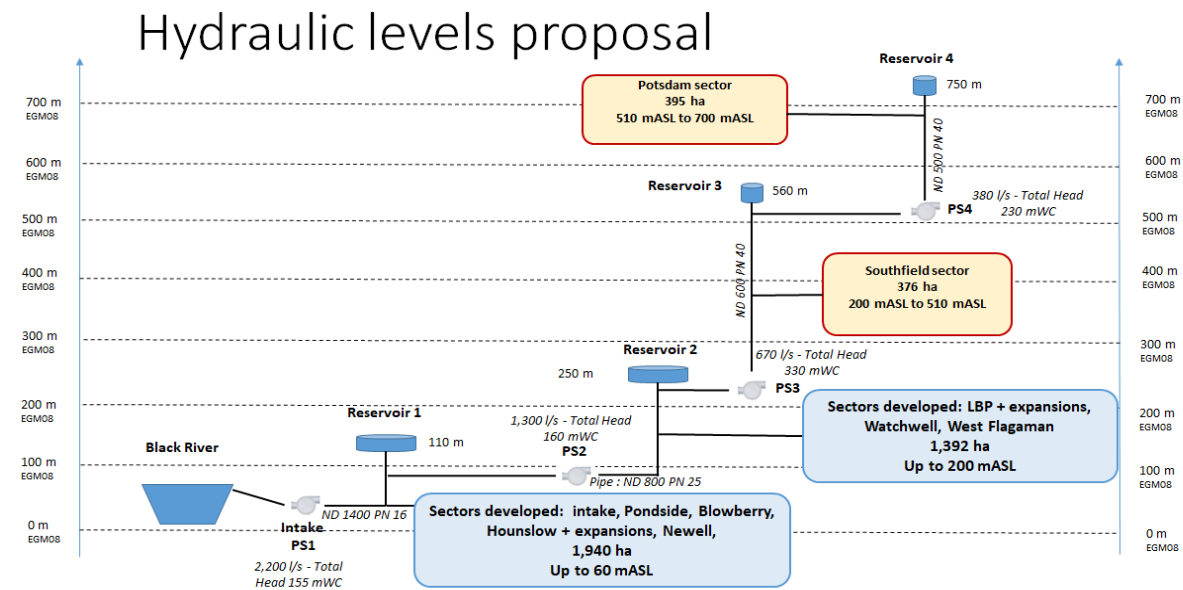 Hydraulic levels proposal
Reservoir 4
750 m
Potsdam sector
395 ha
510 mASL to 700 mASL
700 m
EGM08
700 m
EGM08
ND 500 PN 40
600 m
EGM08
600 m
EGM08
Reservoir 3
560 m
380 l/s - Total Head
230 mWC
PS4
500 m
EGM08
500 m
EGM08
ND 600 PN 40
Southfield sector
376 ha
200 mASL to 510 mASL
400 m
EGM08
400 m
EGM08
300 m
EGM08
300 m
EGM08
Reservoir 2
250 m
670 l/s - Total Head
330 mWC
PS3
200 m
EGM08
200 m
EGM08
Sectors developed: LBP + expansions,
Watchwell, West Flagaman
1,392 ha
Up to 200 mASL
Reservoir 1
110 m
1,300 l/s - Total Head
160 mWC
PS2
Pipe : ND 800 PN 25
Black River
100 m
EGM08
100 m
EGM08
ND 1400 PN 16
Intake
PS1
2,200 l/s - Total
Head 155 mWC
Sectors developed: intake, Pondside, Blowberry,
Hounslow + expansions, Newell,
1,940 ha
Up to 60 mASL
0 m
EGM08
0 m
EGM08